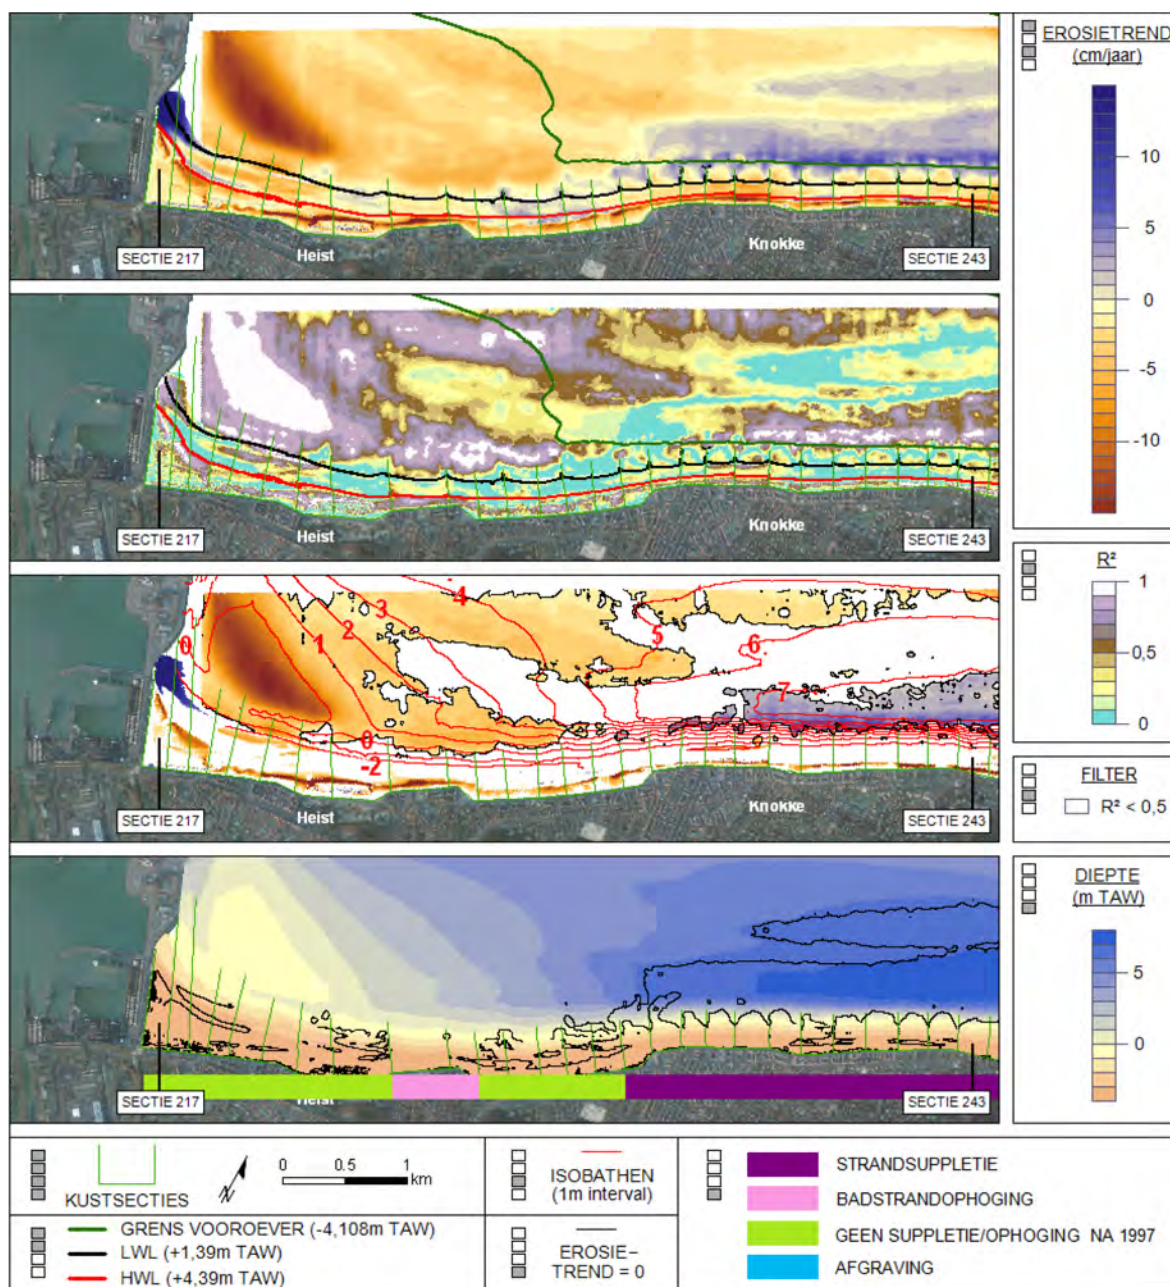 EROSIETREND
(cm/jaar)
10
5
0
-5
-10
SECTIE 217
Heist
Knokke
SECTIE 243
SECTIE 217
Heist
Knokke
SECTIE 243
R²
1
0,5
0
0
1
2
3
4
5
6
7
0
-2
SECTIE 217
Heist
Knokke
SECTIE 243
FILTER
R² < 0,5
DIEPTE
(m TAW)
5
0
SECTIE 217
Heist
SECTIE 243
KUSTSECTIES
N
0 0.5 1
km
ISOBATHEN
(1m interval)
STRANDSUPPLETIE
BADSTRANDOPHOGING
GEEN SUPPLETIE/OPHOGING NA 1997
AFGRAVING
GRENS VOOROEVER (-4,108m TAW)
LWL (+1,39m TAW)
HWL (+4,39m TAW)
EROSIE-
TREND = 0